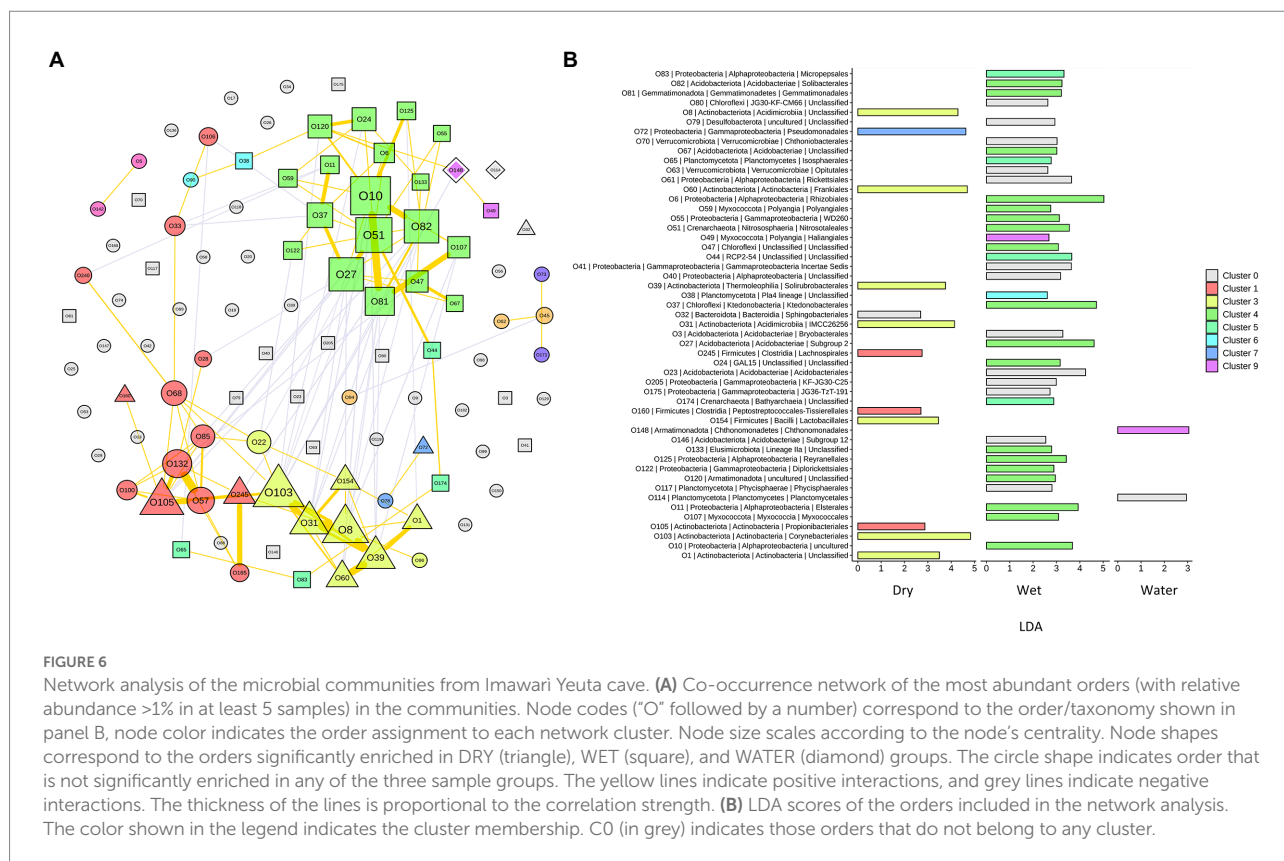 A
B
O175
O34
O17
O126
O28
O106
O5
O38
O90
O142
O70
O33
O240
O117
O120
O24
O125
O55
O6
O11
O59
O133
O148
O114
O49
O10
O37
O51
O82
O122
O107
O27
O81
O47
O67
O45
O44
O68
O28
O22
O85
O132
O100
O105
O57
O245
O103
O154
O31
O8
O1
O39
O60
O83
O65
O174
O78
O146
O83 | Proteobacteria | Alphaproteobacteria | Micropepsales
O82 | Acidobacteriota | Acidobacteriae | Solibacterales
O81 | Gemmatimonadota | Gemmatimonadetes | Gemmatimonadales
O80 | Chloroflexi | JG30-KF-CM66 | Unclassified
O8 | Actinobacteriota | Acidimicrobiia | Unclassified
O79 | Desulfobacterota | uncultured | Unclassified
O72 | Proteobacteria | Gammaproteobacteria | Pseudomonadales
O70 | Verrucomicrobiota | Verrucomicrobiae | Chthoniobacterales
O67 | Acidobacteriota | Acidobacteriae | Unclassified
O65 | Planctomycetota | Planctomycetes | Isosphaerales
O63 | Verrucomicrobiota | Verrucomicrobiae | Opitutales
O61 | Proteobacteria | Alphaproteobacteria | Rickettsiales
O60 | Actinobacteriota | Actinobacteria | Frankiales
O6 | Proteobacteria | Alphaproteobacteria | Rhizobiales
O59 | Myxococcota | Polyangia | Polyangiales
O55 | Proteobacteria | Gammaproteobacteria | WD260
O51 | Crenarchaeota | Nitrososphaeria | Nitrosotaleales
O49 | Myxococcota | Polyangia | Haliangiales
O47 | Chloroflexi | Unclassified | Unclassified
O44 | RCP2-54 | Unclassified | Unclassified
O41 | Proteobacteria | Gammaproteobacteria | Gammaproteobacteria Incertae Sedis
O40 | Proteobacteria | Alphaproteobacteria | Unclassified
O39 | Actinobacteriota | Thermoleophilia | Solirubrobacterales
O38 | Planctomycetota | Pla4 lineage | Unclassified
O37 | Chloroflexi | Ktedonobacteria | Ktedonobacterales
O32 | Bacteroidota | Bacteroidia | Sphingobacteriales
O31 | Actinobacteriota | Acidimicrobiia | IMCC26256
O3 | Acidobacteriota | Acidobacteriae | Bryobacterales
O27 | Acidobacteriota | Acidobacteriae | Subgroup 2
O245 | Firmicutes | Clostridia | Lachnospirales
O24 | GAL15 | Unclassified | Unclassified
O23 | Acidobacteriota | Acidobacteriae | Acidobacteriales
O205 | Proteobacteria | Gammaproteobacteria | KF-JG30-C25
O175 | Proteobacteria | Gammaproteobacteria | JG36-TzT-191
O174 | Crenarchaeota | Bathyarchaeia | Unclassified
O160 | Firmicutes | Clostridia | Peptostreptococcales-Tissierellales
O154 | Firmicutes | Bacilli | Lactobacillales
O148 | Armatimonadota | Chthonomonadetes | Chthonomonadales
O146 | Acidobacteriota | Acidobacteriae | Subgroup 12
O133 | Elusimicrobiota | Lineage IIa | Unclassified
O125 | Proteobacteria | Alphaproteobacteria | Reyranellales
O122 | Proteobacteria | Gammaproteobacteria | Diplorickettsiales
O120 | Armatimonadota | uncultured | Unclassified
O117 | Planctomycetota | Phycisphaerae | Unclassified
O114 | Planctomycetota | Planctomycetes | Planctomycetales
O11 | Proteobacteria | Alphaproteobacteria | Elsterales
O107 | Myxococcota | Myxococcia | Myxococcales
O105 | Actinobacteriota | Actinobacteria | Propionibacteriales
O103 | Actinobacteriota | Actinobacteria | Corynebacteriales
O10 | Proteobacteria | Alphaproteobacteria | uncultured
O1 | Actinobacteriota | Actinobacteria | Unclassified
0 1 2 3 4 5 0 1 2 3 4 5 0 1 2 3
Dry Wet Water
LDA
Cluster 0
Cluster 1
Cluster 3
Cluster 4
Cluster 5
Cluster 6
Cluster 7
Cluster 9
FIGURE 6
Network analysis of the microbial communities from Imawarì Yeuta cave. (A) Co-occurrence network of the most abundant orders (with relative
abundance >1% in at least 5 samples) in the communities. Node codes ("O" followed by a number) correspond to the order/taxonomy shown in
panel B, node color indicates the order assignment to each network cluster. Node size scales according to the node's centrality. Node shapes
correspond to the orders significantly enriched in DRY (triangle), WET (square), and WATER (diamond) groups. The circle shape indicates order that
is not significantly enriched in any of the three sample groups. The yellow lines indicate positive interactions, and grey lines indicate negative
interactions. The thickness of the lines is proportional to the correlation strength. (B) LDA scores of the orders included in the network analysis.
The color shown in the legend indicates the cluster membership. C0 (in grey) indicates those orders that do not belong to any cluster.